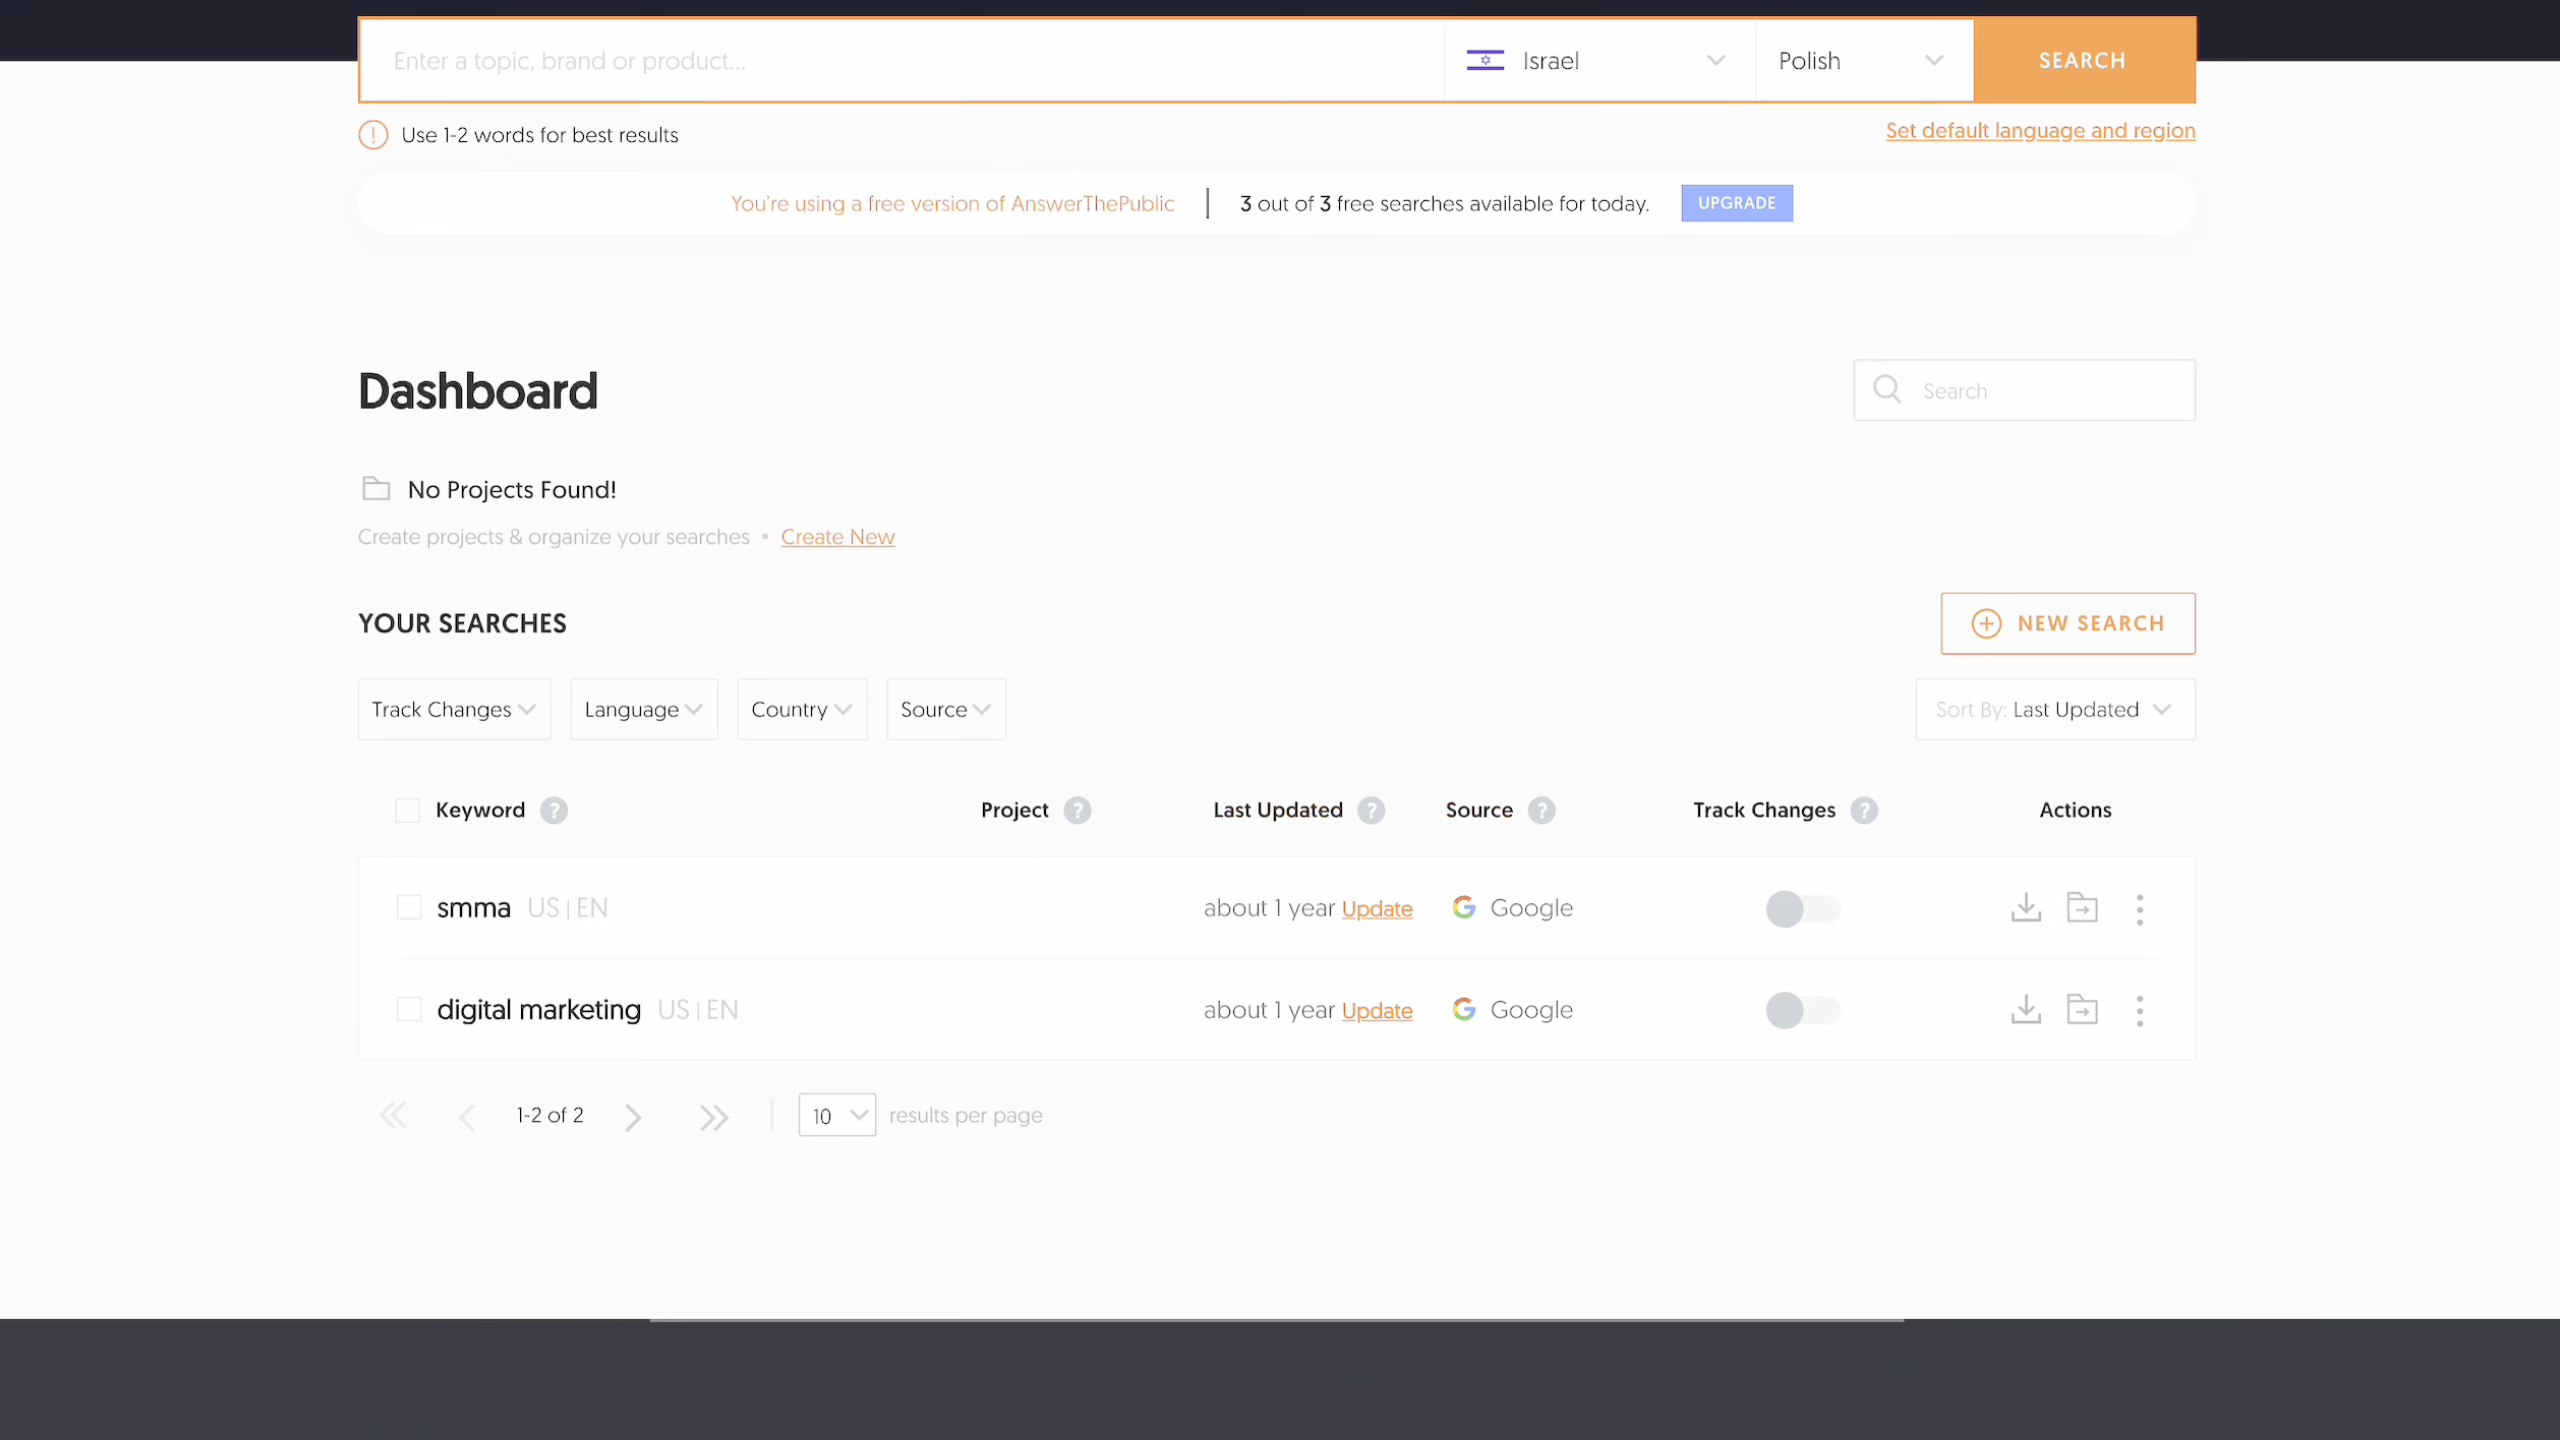 Enter a topic, brand or product...
Israel
Polish
SEARCH
Use 1-2 words for best results
Set default language and region
You're using a free version of AnswerThePublic
3 out of 3 free searches available for today.
UPGRADE
Dashboard
Search
No Projects Found!
Create projects & organize your searches • Create New
YOUR SEARCHES
NEW SEARCH
Track Changes
Language
Country
Source
Sort By: Last Updated
Keyword ?
Project ?
Last Updated ?
Source ?
Track Changes ?
Actions
smma US | EN
about 1 year Update
Google
digital marketing US | EN
about 1 year Update
Google
1-2 of 2
10
results per page